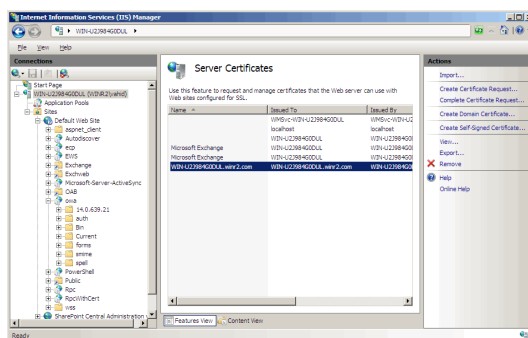 Internet Information Services (IIS) Manager
WIN-U2J984G0DUL
File View Help
Connections
Start Page
WIN-U2J984G0DUL (WINR2\wahid)
Application Pools
Sites
Default Web Site
aspnet_client
Autodiscover
ecp
EWS
Exchange
Exchweb
Microsoft-Server-ActiveSync
OAB
owa
14.0.639.21
auth
Bin
Current
forms
smime
spell
PowerShell
Public
Rpc
RpcWithCert
wss
SharePoint Central Administration
Server Certificates
Use this feature to request and manage certificates that the Web server can use with
Web sites configured for SSL.
Name Issued To Issued By
WMSvc-WIN-U2J984G0DUL WMSvc-WIN-U2
localhost localhost
WIN-U2J984G0DUL WIN-U2J984G0
Microsoft Exchange WIN-U2J984G0DUL WIN-U2J984G0
Microsoft Exchange WIN-U2J984G0DUL WIN-U2J984G0
WIN-U2J984G0DUL.winr2.com WIN-U2J984G0DUL.winr2.com WIN-U2J984G0
Features View Content View
Actions
Import...
Create Certificate Request...
Complete Certificate Request...
Create Domain Certificate...
Create Self-Signed Certificate...
View...
Export...
Remove
Help
Online Help
Ready